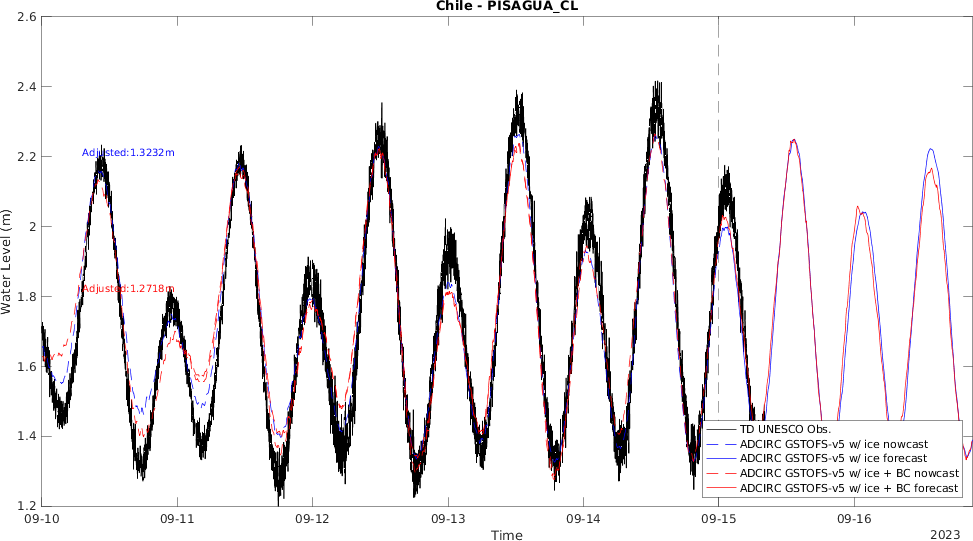 Chile - PISAGUA_CL
2.6
2.4
2.2
2
1.8
1.6
1.4
1.2
Water Level (m)
Adjusted:1.3232m
Adjusted:1.2718m
TD UNESCO Obs.
ADCIRC GSTOFS-v5 w/ ice nowcast
ADCIRC GSTOFS-v5 w/ ice forecast
ADCIRC GSTOFS-v5 w/ ice + BC nowcast
ADCIRC GSTOFS-v5 w/ ice + BC forecast
09-10 09-11 09-12 09-13 09-14 09-15 09-16
Time
2023